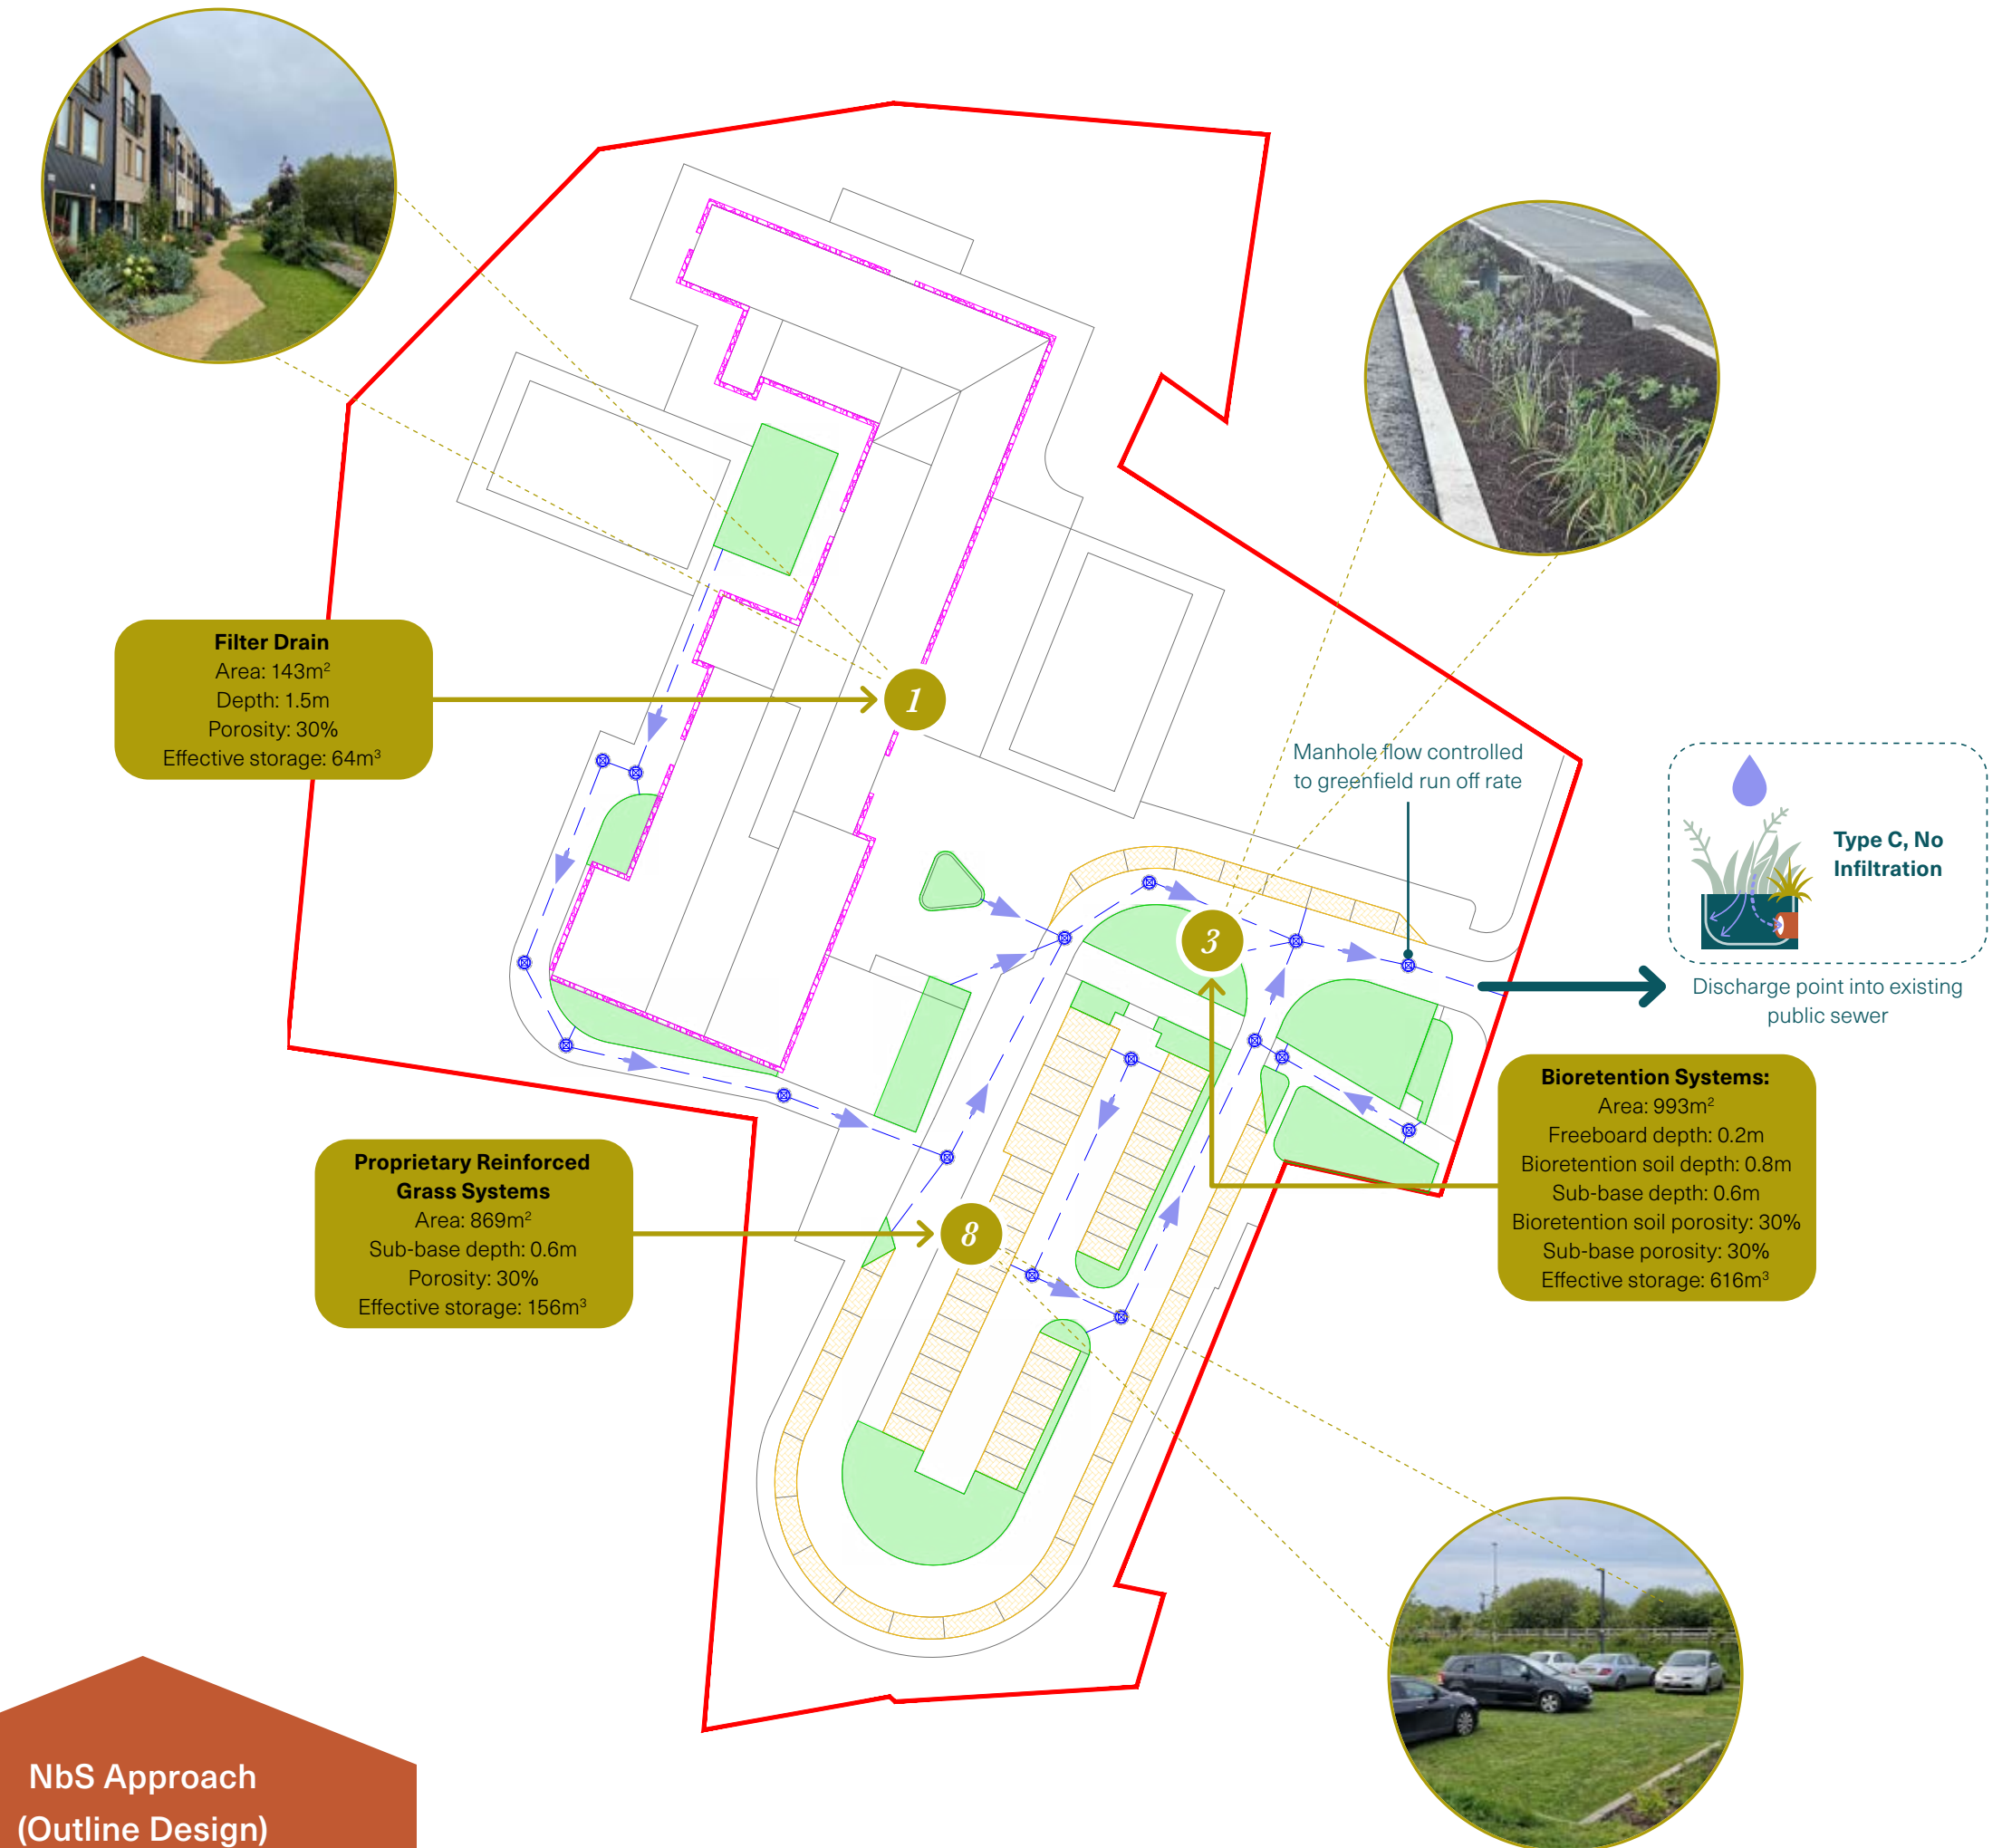 Filter Drain
Area: 143m²
Depth: 1.5m
Porosity: 30%
Effective storage: 64m³
1
Manhole flow controlled
to greenfield run off rate
Type C, No
Infiltration
Discharge point into existing
public sewer
3
Bioretention Systems:
Area: 993m²
Freeboard depth: 0.2m
Bioretention soil depth: 0.8m
Sub-base depth: 0.6m
Bioretention soil porosity: 30%
Sub-base porosity: 30%
Effective storage: 616m³
Proprietary Reinforced
Grass Systems
Area: 869m²
Sub-base depth: 0.6m
Porosity: 30%
Effective storage: 156m³
8
NbS Approach
(Outline Design)